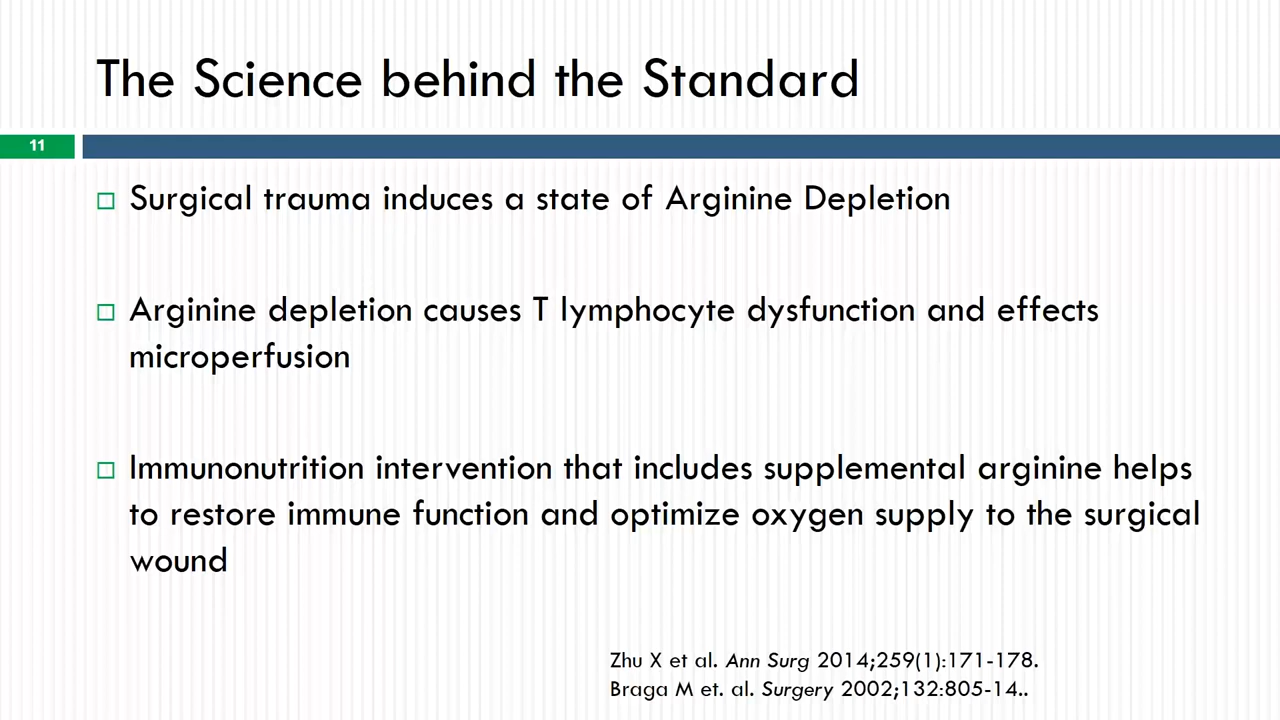 The Science behind the Standard
11
Surgical trauma induces a state of Arginine Depletion
Arginine depletion causes T lymphocyte dysfunction and effects
microperfusion
Immunonutrition intervention that includes supplemental arginine helps
to restore immune function and optimize oxygen supply to the surgical
wound
Zhu X et al. Ann Surg 2014;259(1):171-178.
Braga M et. al. Surgery 2002;132:805-14..